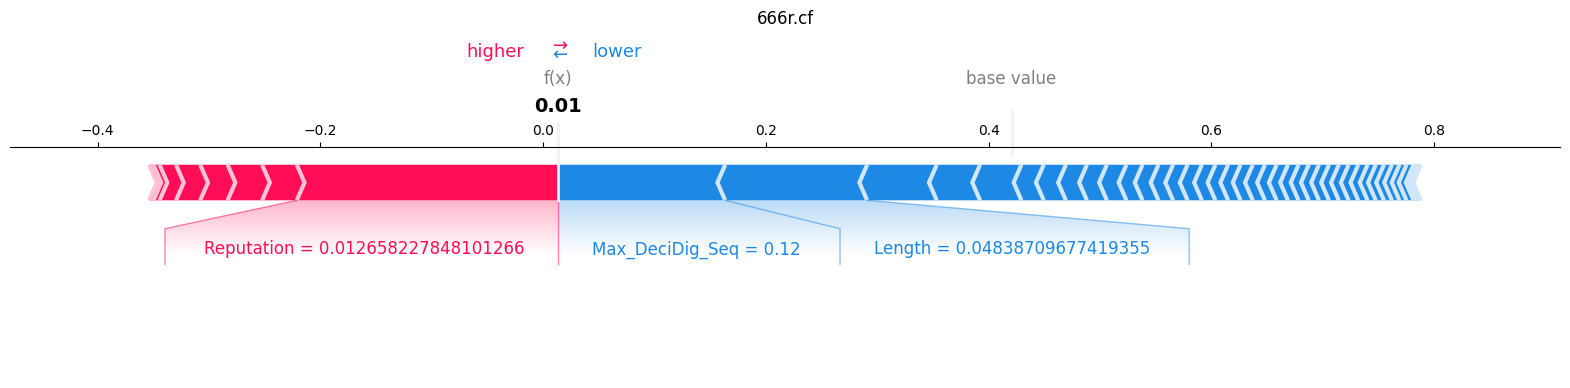 666r.cf
higher ⇄ lower
f(x) base value
0.01
−0.4 −0.2 0.0 0.2 0.4 0.6 0.8
Reputation = 0.012658227848101266 Max_DeciDig_Seq = 0.12 Length = 0.04838709677419355